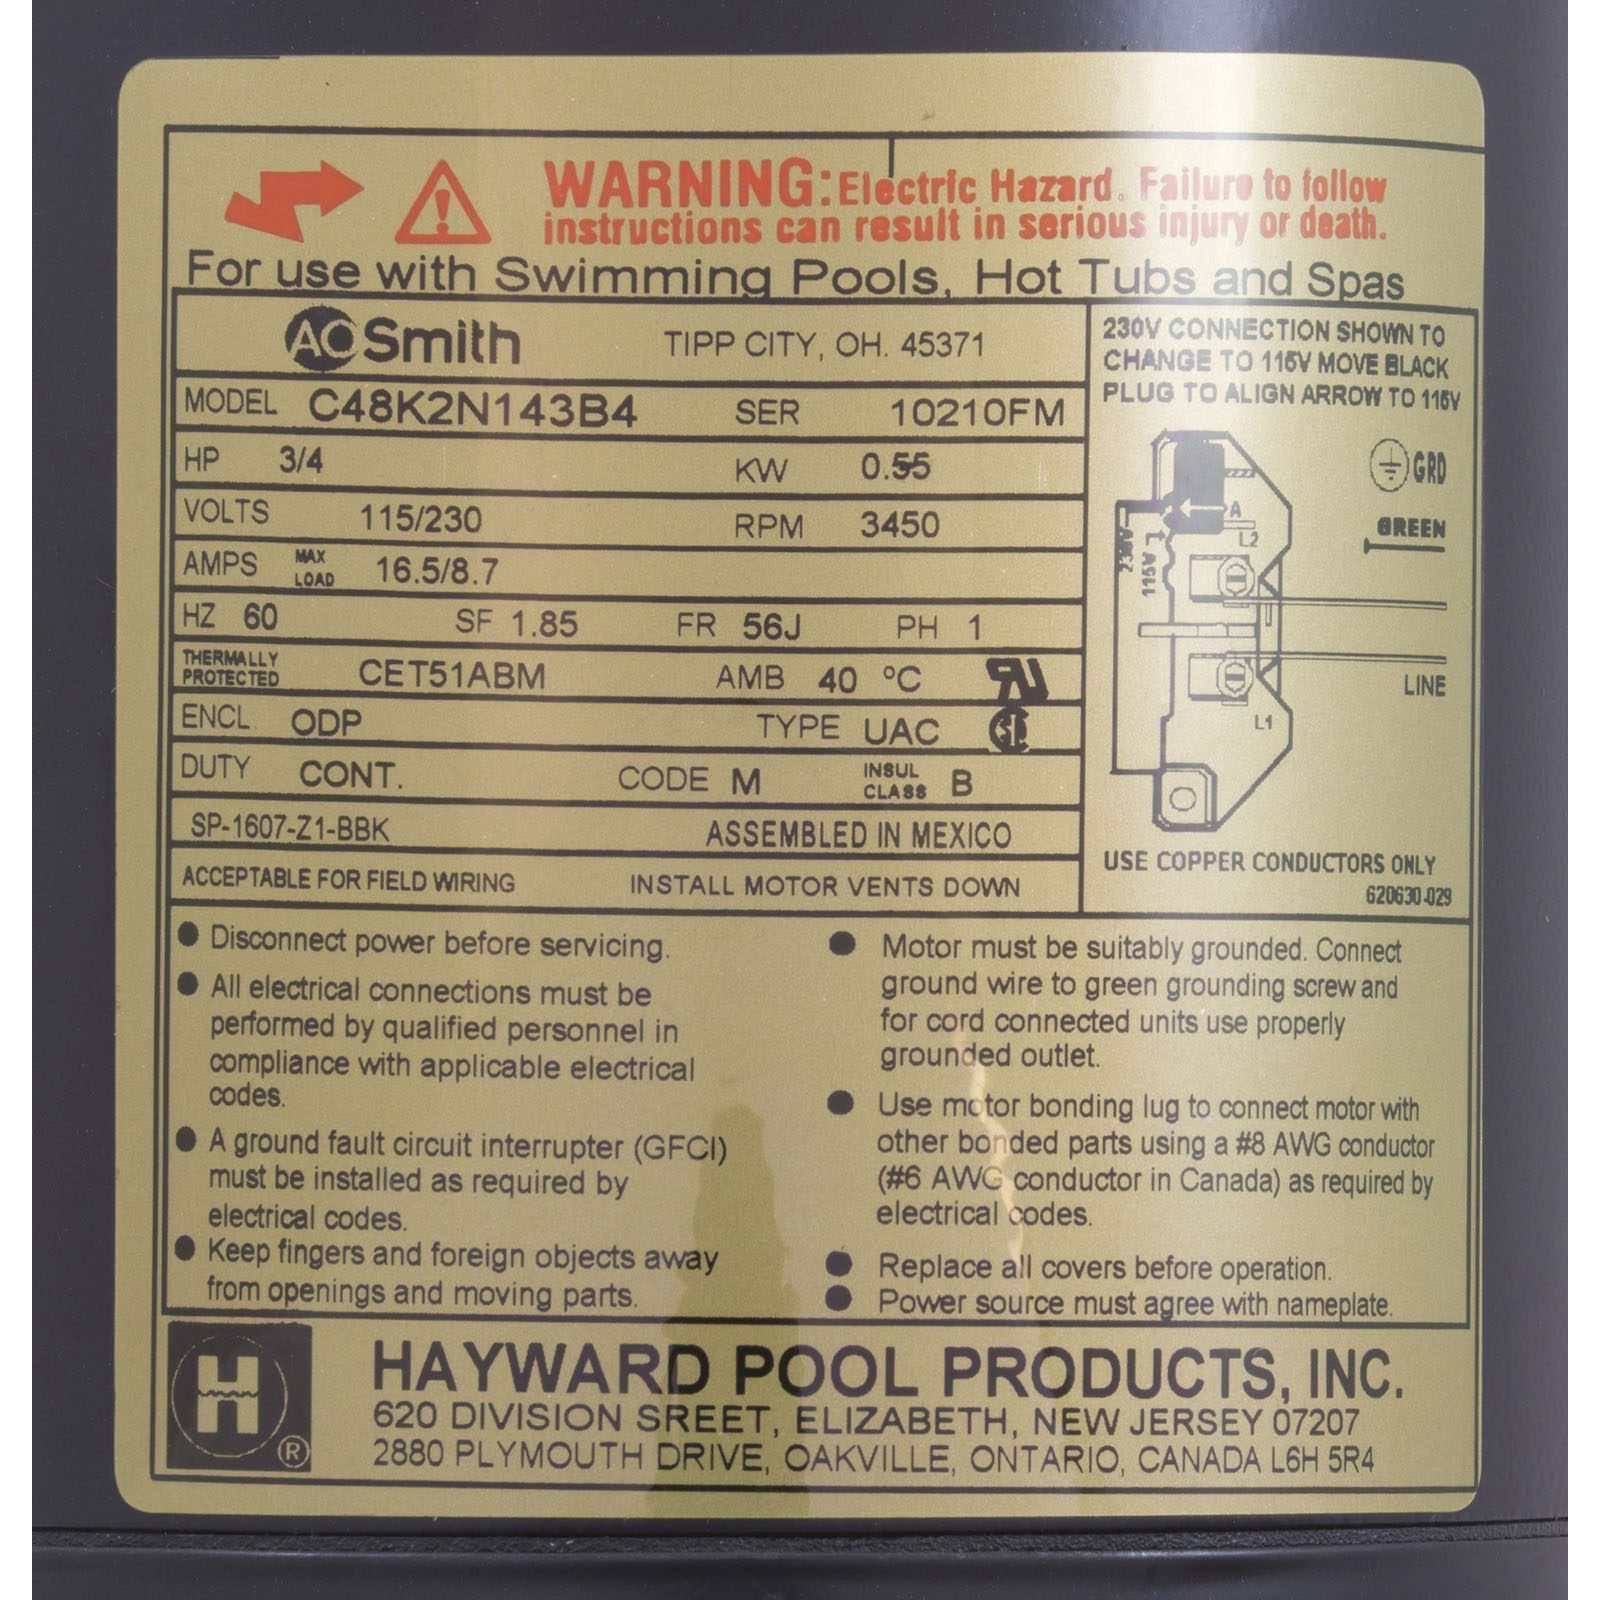 WARNING: Electric Hazard. Failure to follow
instructions can result in serious injury or death.
For use with Swimming Pools, Hot Tubs and Spas
AO Smith TIPP CITY, OH. 45371
MODEL C48K2N143B4 SER 10210FM
HP 3/4 KW 0.55
VOLTS 115/230 RPM 3450
AMPS MAX LOAD 16.5/8.7
HZ 60 SF 1.85 FR 56J PH 1
THERMALLY PROTECTED CET51ABM AMB 40 °C
ENCL. ODP TYPE UAC
DUTY CONT. CODE M INSUL CLASS B
SP-1607-Z1-BBK ASSEMBLED IN MEXICO
ACCEPTABLE FOR FIELD WIRING INSTALL MOTOR VENTS DOWN
230V CONNECTION SHOWN TO
CHANGE TO 115V MOVE BLACK
PLUG TO ALIGN ARROW TO 115V
GRD
A
GREEN
L2
115V
LINE
L1
USE COPPER CONDUCTORS ONLY
620630-029
● Disconnect power before servicing.
● All electrical connections must be
performed by qualified personnel in
compliance with applicable electrical
codes.
● A ground fault circuit interrupter (GFCI)
must be installed as required by
electrical codes.
● Keep fingers and foreign objects away
from openings and moving parts.
● Motor must be suitably grounded. Connect
ground wire to green grounding screw and
for cord connected units use properly
grounded outlet.
● Use motor bonding lug to connect motor with
other bonded parts using a #8 AWG conductor
(#6 AWG conductor in Canada) as required by
electrical codes.
● Replace all covers before operation.
● Power source must agree with nameplate.
H ®
HAYWARD POOL PRODUCTS, INC.
620 DIVISION SREET, ELIZABETH, NEW JERSEY 07207
2880 PLYMOUTH DRIVE, OAKVILLE, ONTARIO, CANADA L6H 5R4